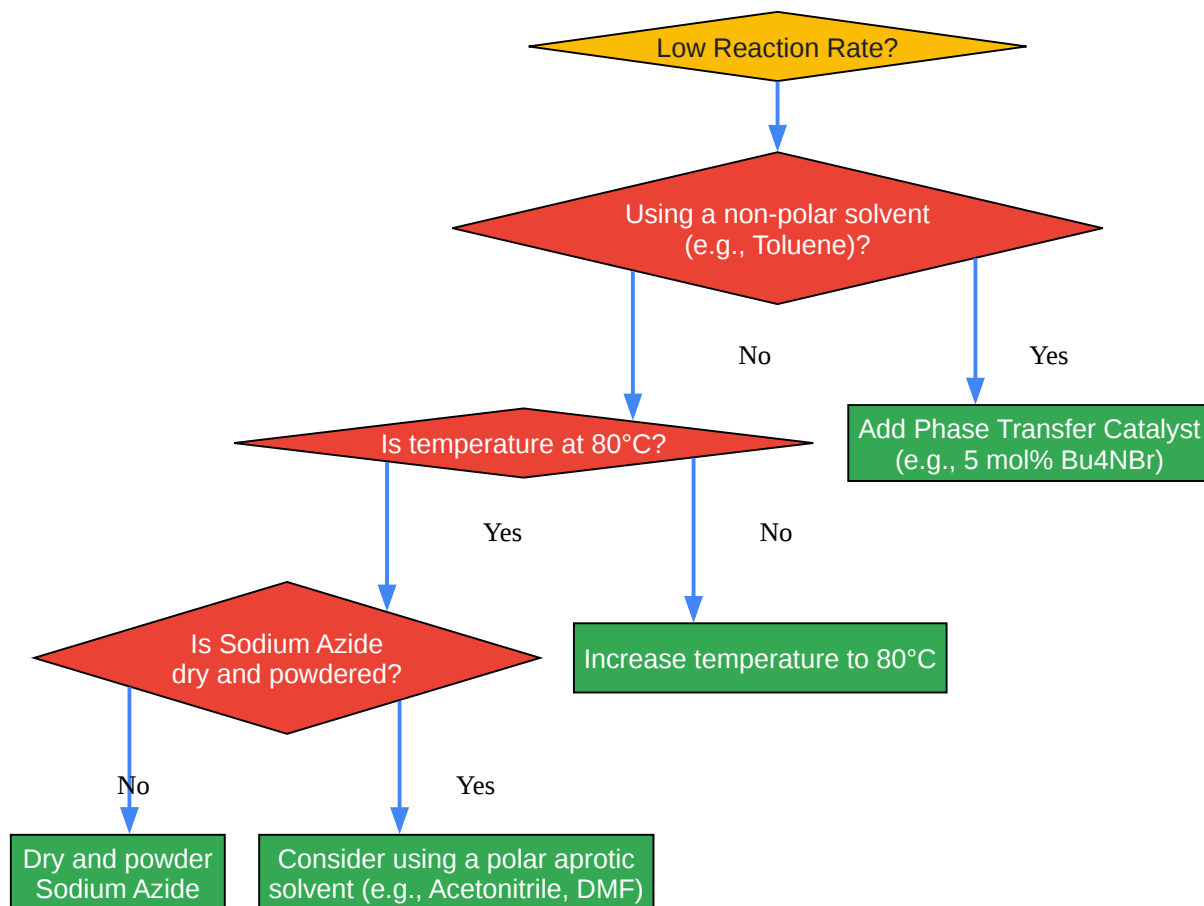 Low Reaction Rate?
Using a non-polar solvent
(e.g., Toluene)?
No
Yes
Is temperature at 80°C?
Add Phase Transfer Catalyst
(e.g., 5 mol% Bu4NBr)
Yes
No
Is Sodium Azide
dry and powdered?
Increase temperature to 80°C
No
Yes
Dry and powder
Sodium Azide
Consider using a polar aprotic
solvent (e.g., Acetonitrile, DMF)